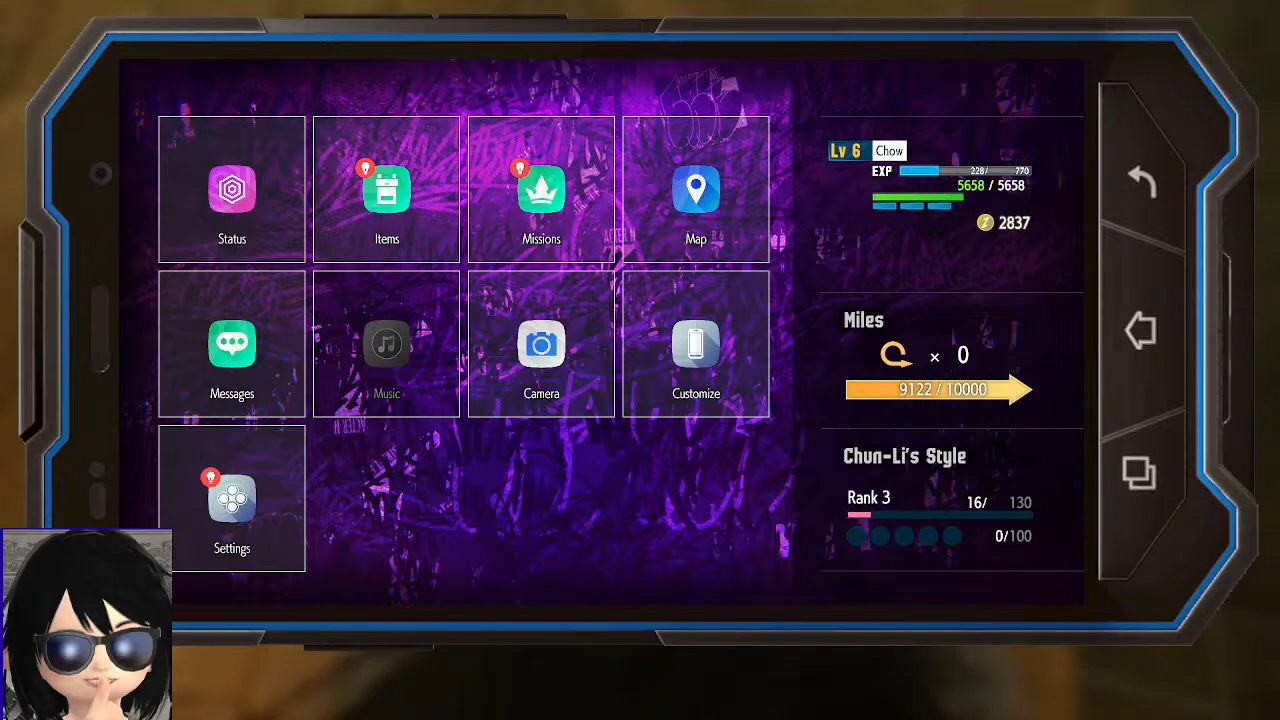 Status
Items
Missions
Map
Messages
Music
Camera
Customize
Settings
Lv 6 Chow
EXP 228/ 770
5658 / 5658
2837
Miles
× 0
9122 / 10000
Chun-Li's Style
Rank 3 16/ 130
0/100